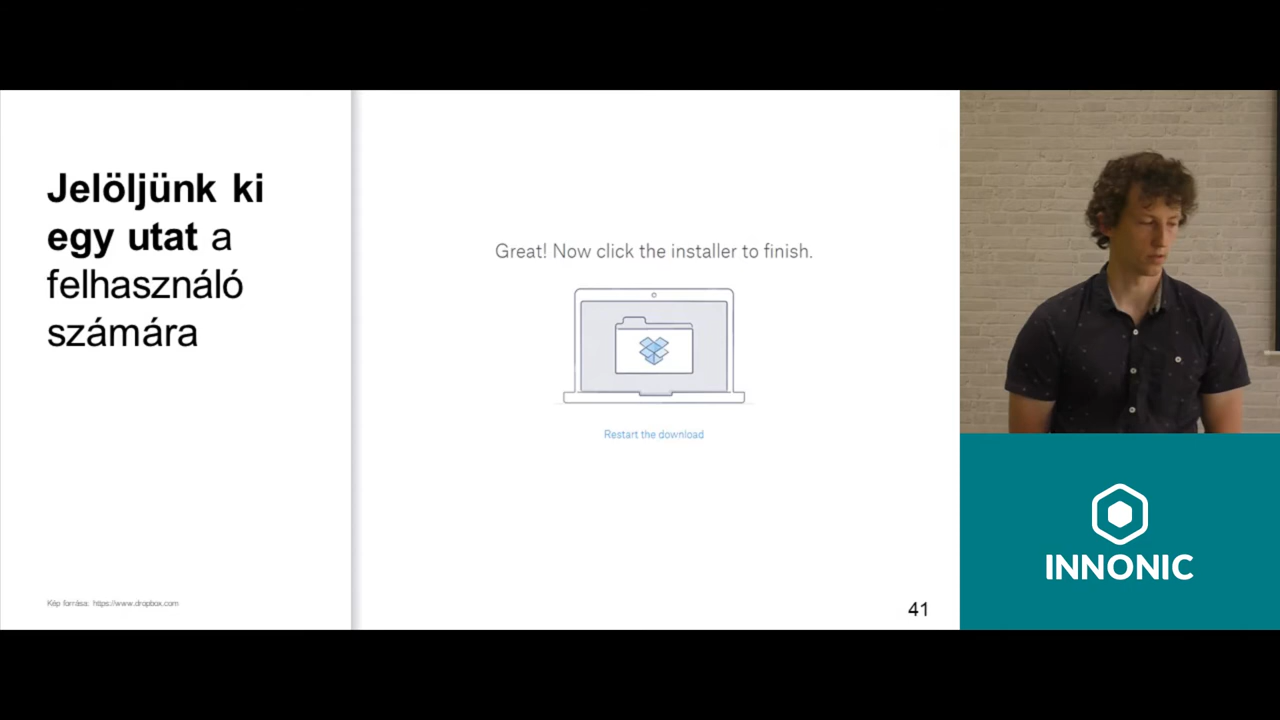 Jelöljünk ki
egy utat a
felhasználó
számára
Great! Now click the installer to finish.
Restart the download
Kép forrása: https://www.dropbox.com
41
INNONIC